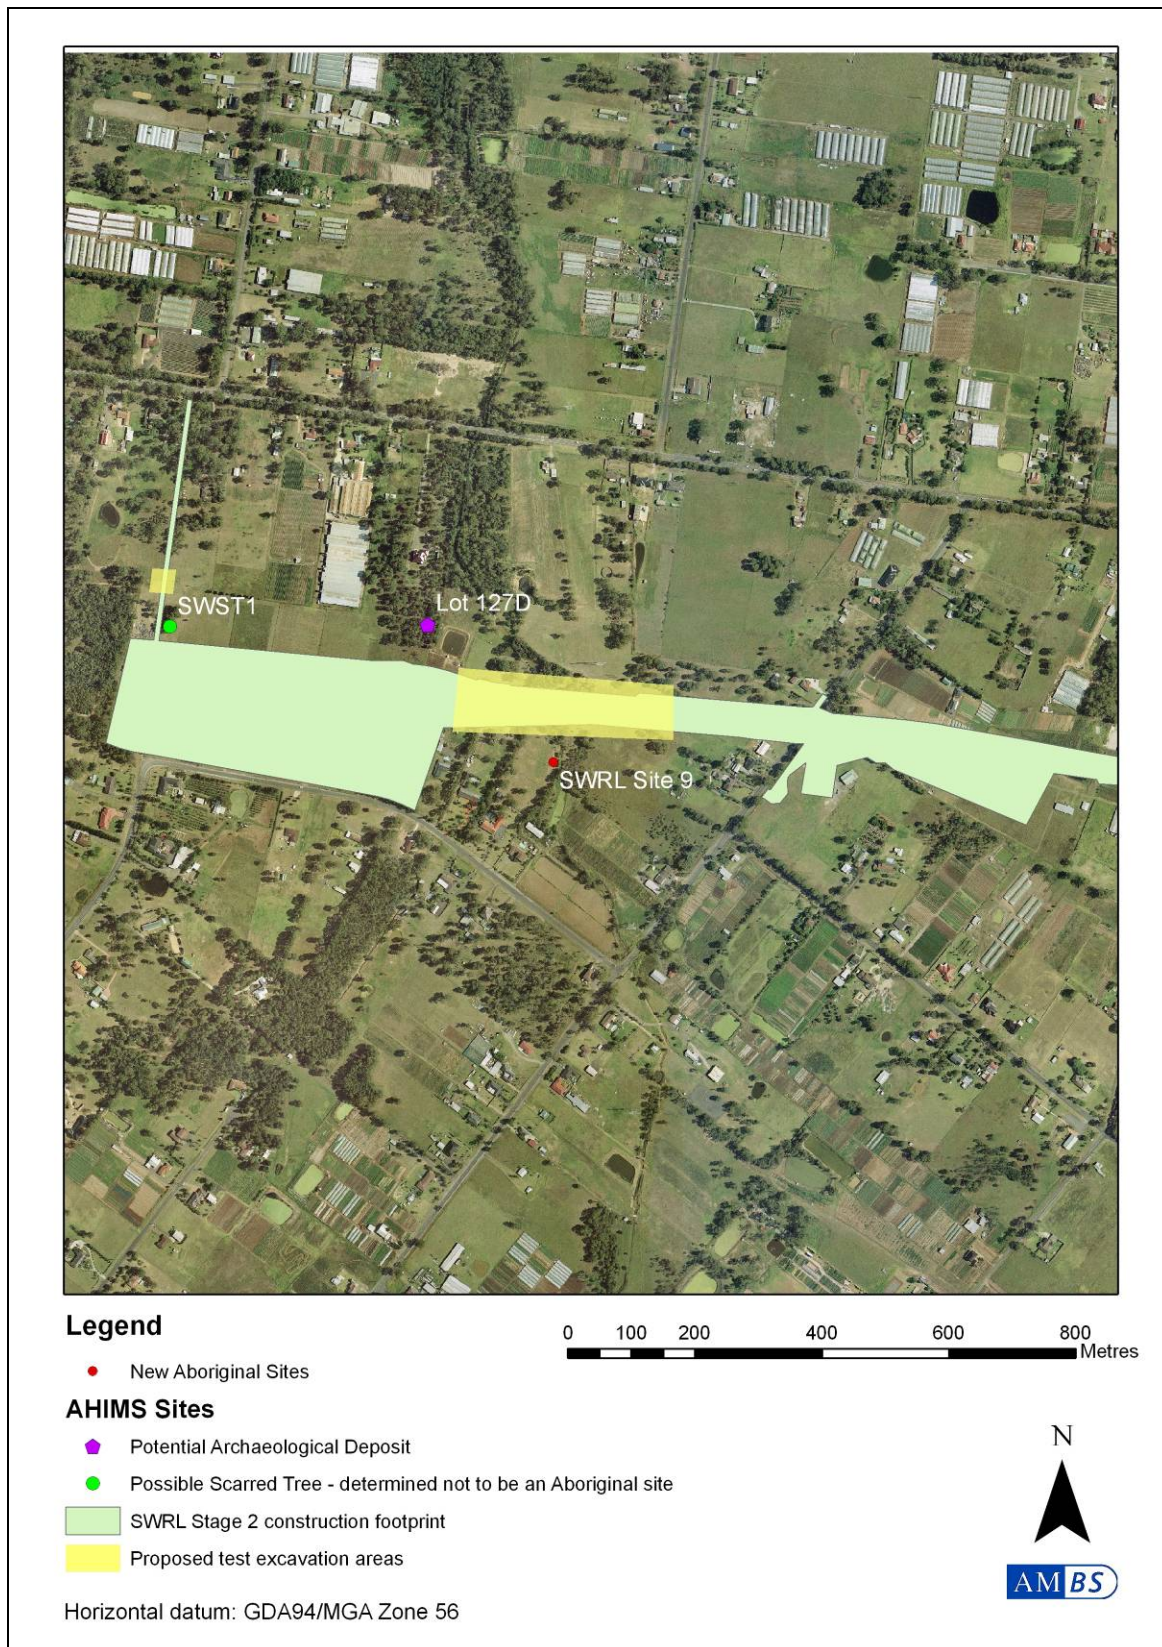 SWST1
Lot 127D
SWRL Site 9
Legend
0 100 200 400 600 800
Metres
New Aboriginal Sites
AHIMS Sites
Potential Archaeological Deposit
Possible Scarred Tree - determined not to be an Aboriginal site
SWRL Stage 2 construction footprint
Proposed test excavation areas
Horizontal datum: GDA94/MGA Zone 56
N
AMBS